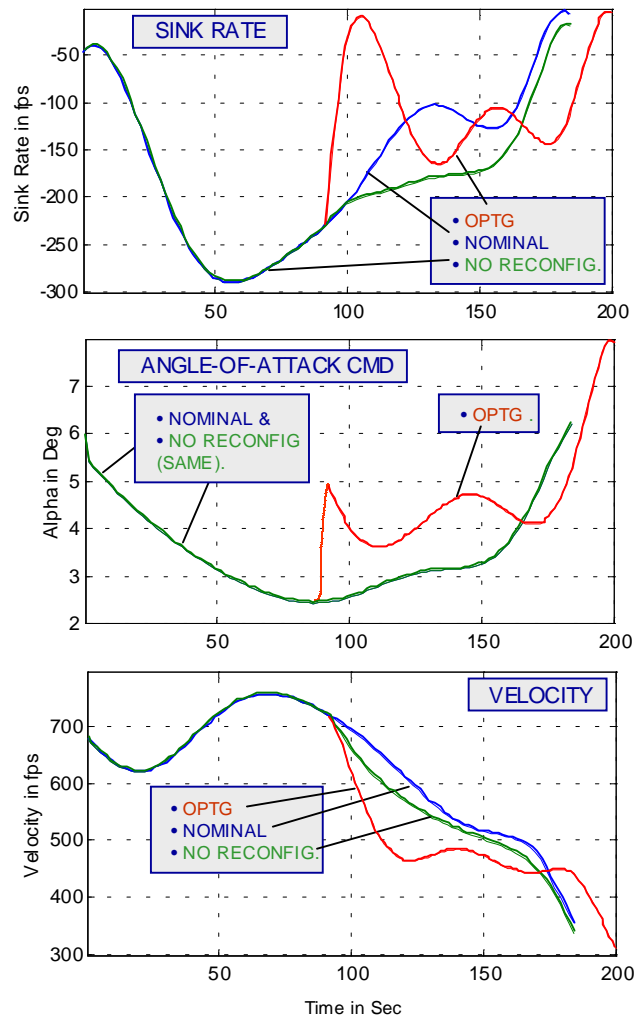 SINK RATE
Sink Rate in fps
-50
-100
-150
-200
-250
-300
• OPTG
• NOMINAL
• NO RECONFIG.
0
50
100
150
200
ANGLE-OF-ATTACK CMD
Alpha in Deg
7
6
5
4
3
2
• NOMINAL &
• NO RECONFIG
(SAME).
• OPTG .
50
100
150
200
VELOCITY
Velocity in fps
700
600
500
400
300
• OPTG
• NOMINAL
• NO RECONFIG.
50
100
150
200
Time in Sec